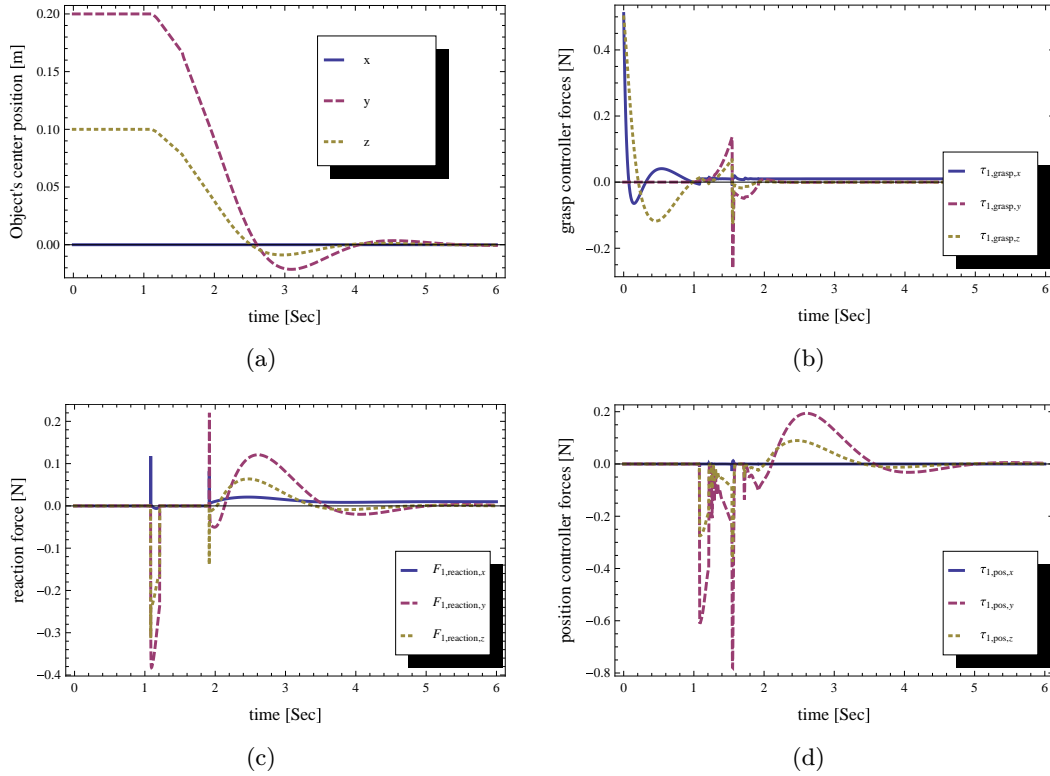 0.20
0.15
0.10
0.05
0.00
Object's center position [m]
x
y
z
0 1 2 3 4 5 6
time [Sec]
(a)
0.4
0.2
0.0
−0.2
grasp controller forces [N]
τ1,grasp,x
τ1,grasp,y
τ1,grasp,z
0 1 2 3 4 5 6
time [Sec]
(b)
0.2
0.1
0.0
−0.1
−0.2
−0.3
−0.4
reaction force [N]
F1,reaction,x
F1,reaction,y
F1,reaction,z
0 1 2 3 4 5 6
time [Sec]
(c)
0.2
0.0
−0.2
−0.4
−0.6
−0.8
position controller forces [N]
τ1,pos,x
τ1,pos,y
τ1,pos,z
0 1 2 3 4 5 6
time [Sec]
(d)